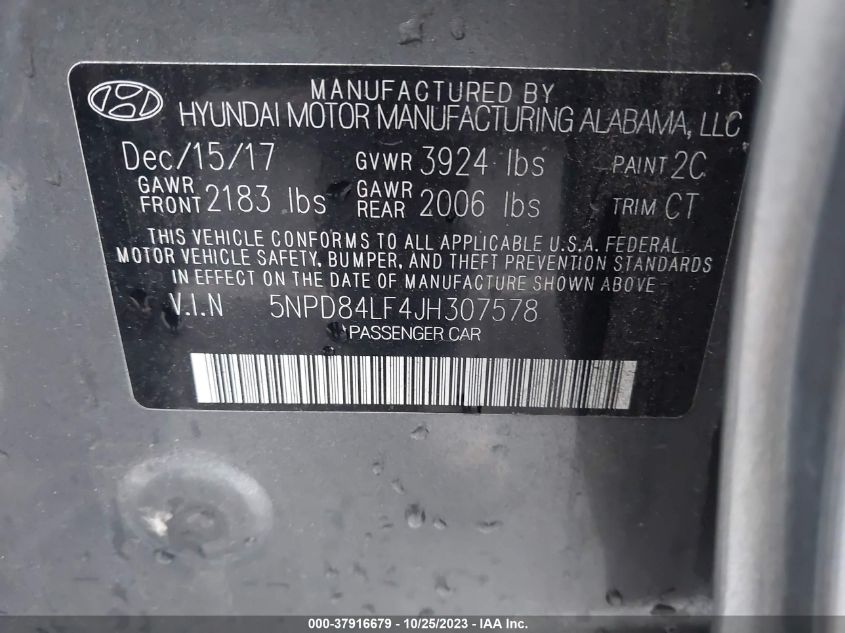 MANUFACTURED BY
HYUNDAI MOTOR MANUFACTURING ALABAMA, LLC
Dec/15/17 GVWR 3924 lbs PAINT 2C
GAWR FRONT 2183 lbs GAWR REAR 2006 lbs TRIM CT
THIS VEHICLE CONFORMS TO ALL APPLICABLE U.S.A. FEDERAL
MOTOR VEHICLE SAFETY, BUMPER, AND THEFT PREVENTION STANDARDS
IN EFFECT ON THE DATE OF MANUFACTURE SHOWN ABOVE
V.I.N 5NPD84LF4JH307578
PASSENGER CAR
000-37916679 - 10/25/2023 - IAA Inc.